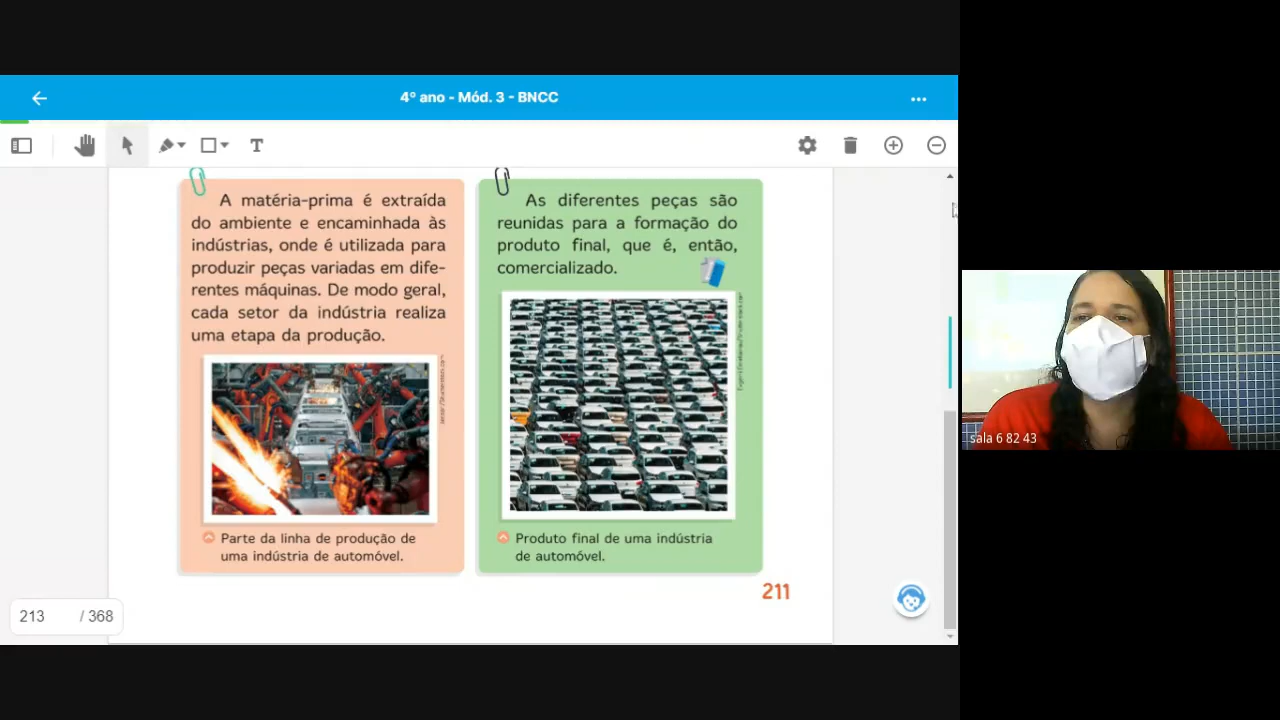 4º ano - Mód. 3 - BNCC
T
A matéria-prima é extraída
do ambiente e encaminhada às
indústrias, onde é utilizada para
produzir peças variadas em dife-
rentes máquinas. De modo geral,
cada setor da indústria realiza
uma etapa da produção.
Parte da linha de produção de
uma indústria de automóvel.
As diferentes peças são
reunidas para a formação do
produto final, que é, então,
comercializado.
Produto final de uma indústria
de automóvel.
211
213 / 368
sala 6 82 43